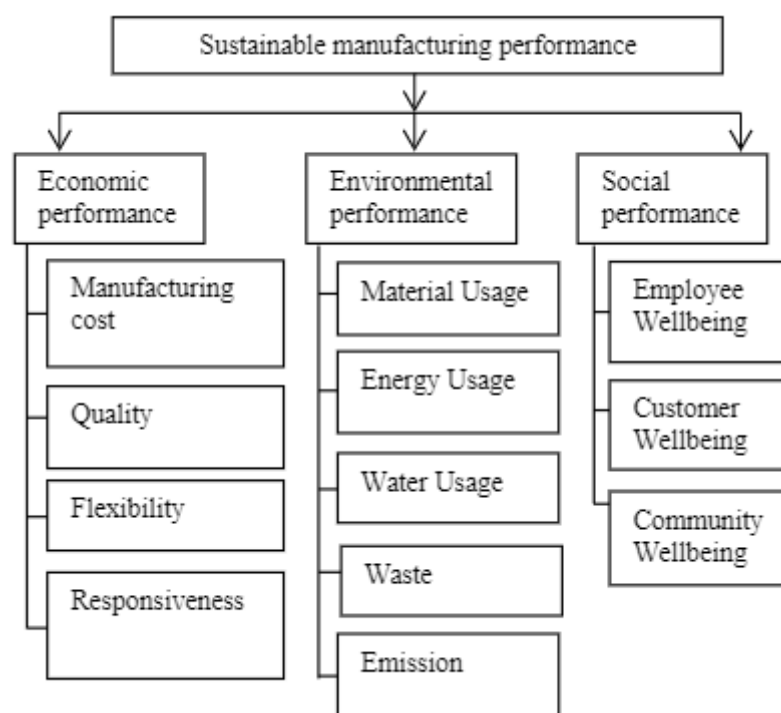 Sustainable manufacturing performance
Economic
performance
Manufacturing
cost
Quality
Flexibility
Responsiveness
Environmental
performance
Material Usage
Energy Usage
Water Usage
Waste
Emission
Social
performance
Employee
Wellbeing
Customer
Wellbeing
Community
Wellbeing